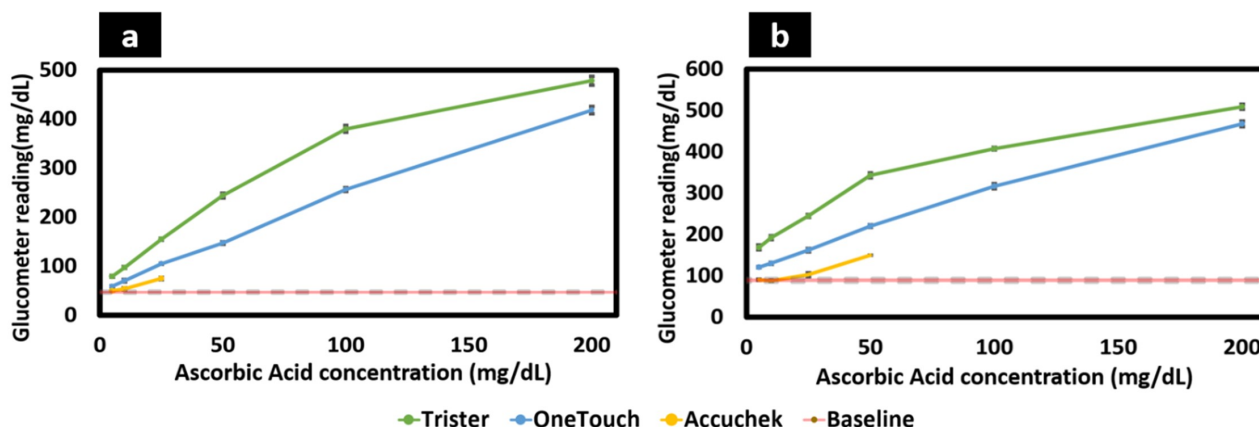 a
b
Glucometer reading(mg/dL)
500
400
300
200
100
0
0 50 100 150 200
Ascorbic Acid concentration (mg/dL)
Glucometer reading(mg/dL)
600
500
400
300
200
100
0
0 50 100 150 200
Ascorbic Acid concentration (mg/dL)
Trister OneTouch Accuchek Baseline